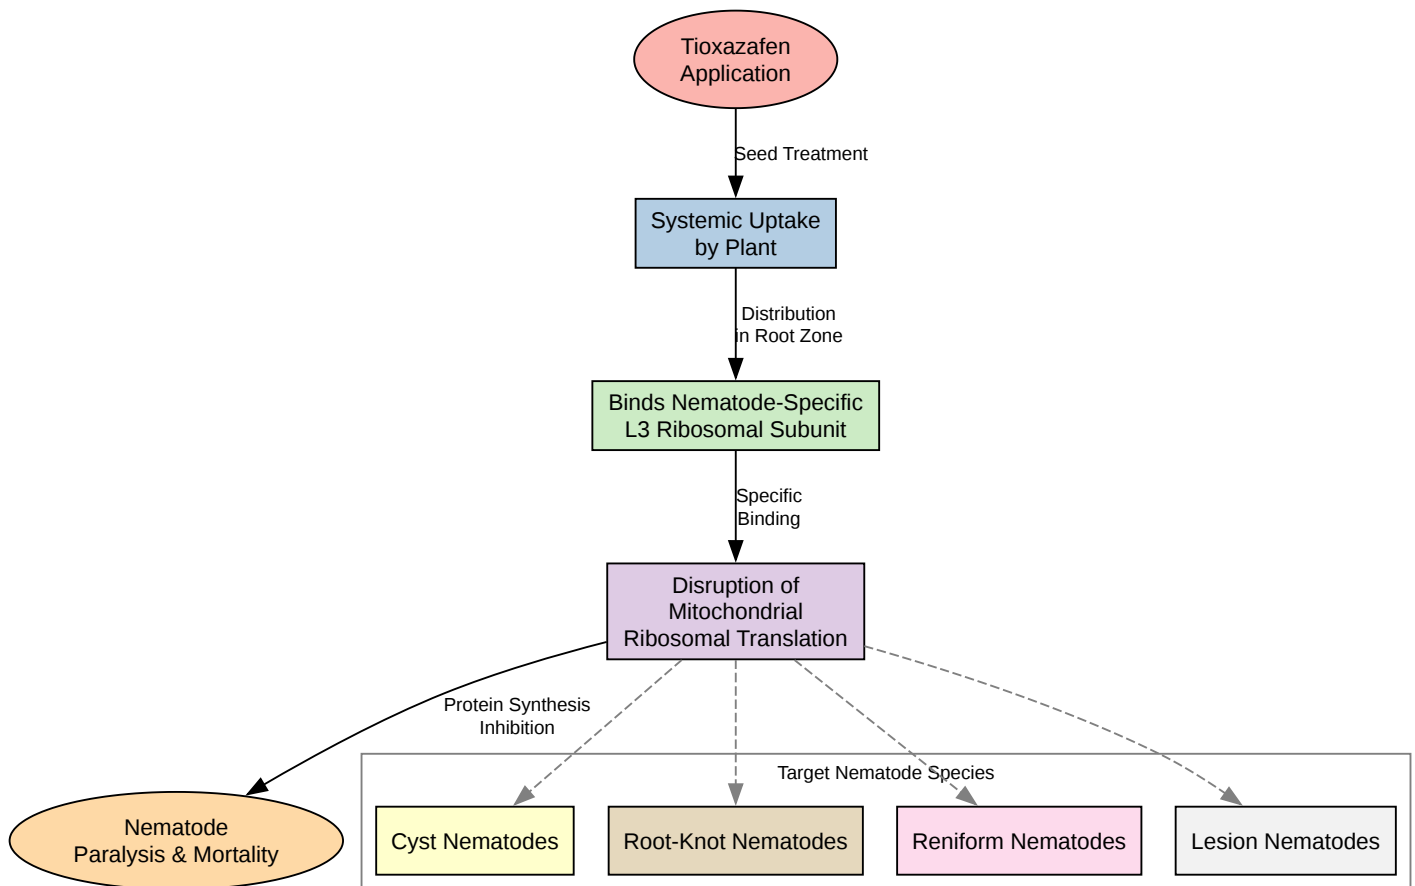 Tioxazafen
Application
Seed Treatment
Systemic Uptake
by Plant
Distribution
in Root Zone
Binds Nematode-Specific
L3 Ribosomal Subunit
Specific
Binding
Disruption of
Mitochondrial
Ribosomal Translation
Protein Synthesis
Inhibition
Target Nematode Species
Nematode
Paralysis & Mortality
Cyst Nematodes
Root-Knot Nematodes
Reniform Nematodes
Lesion Nematodes